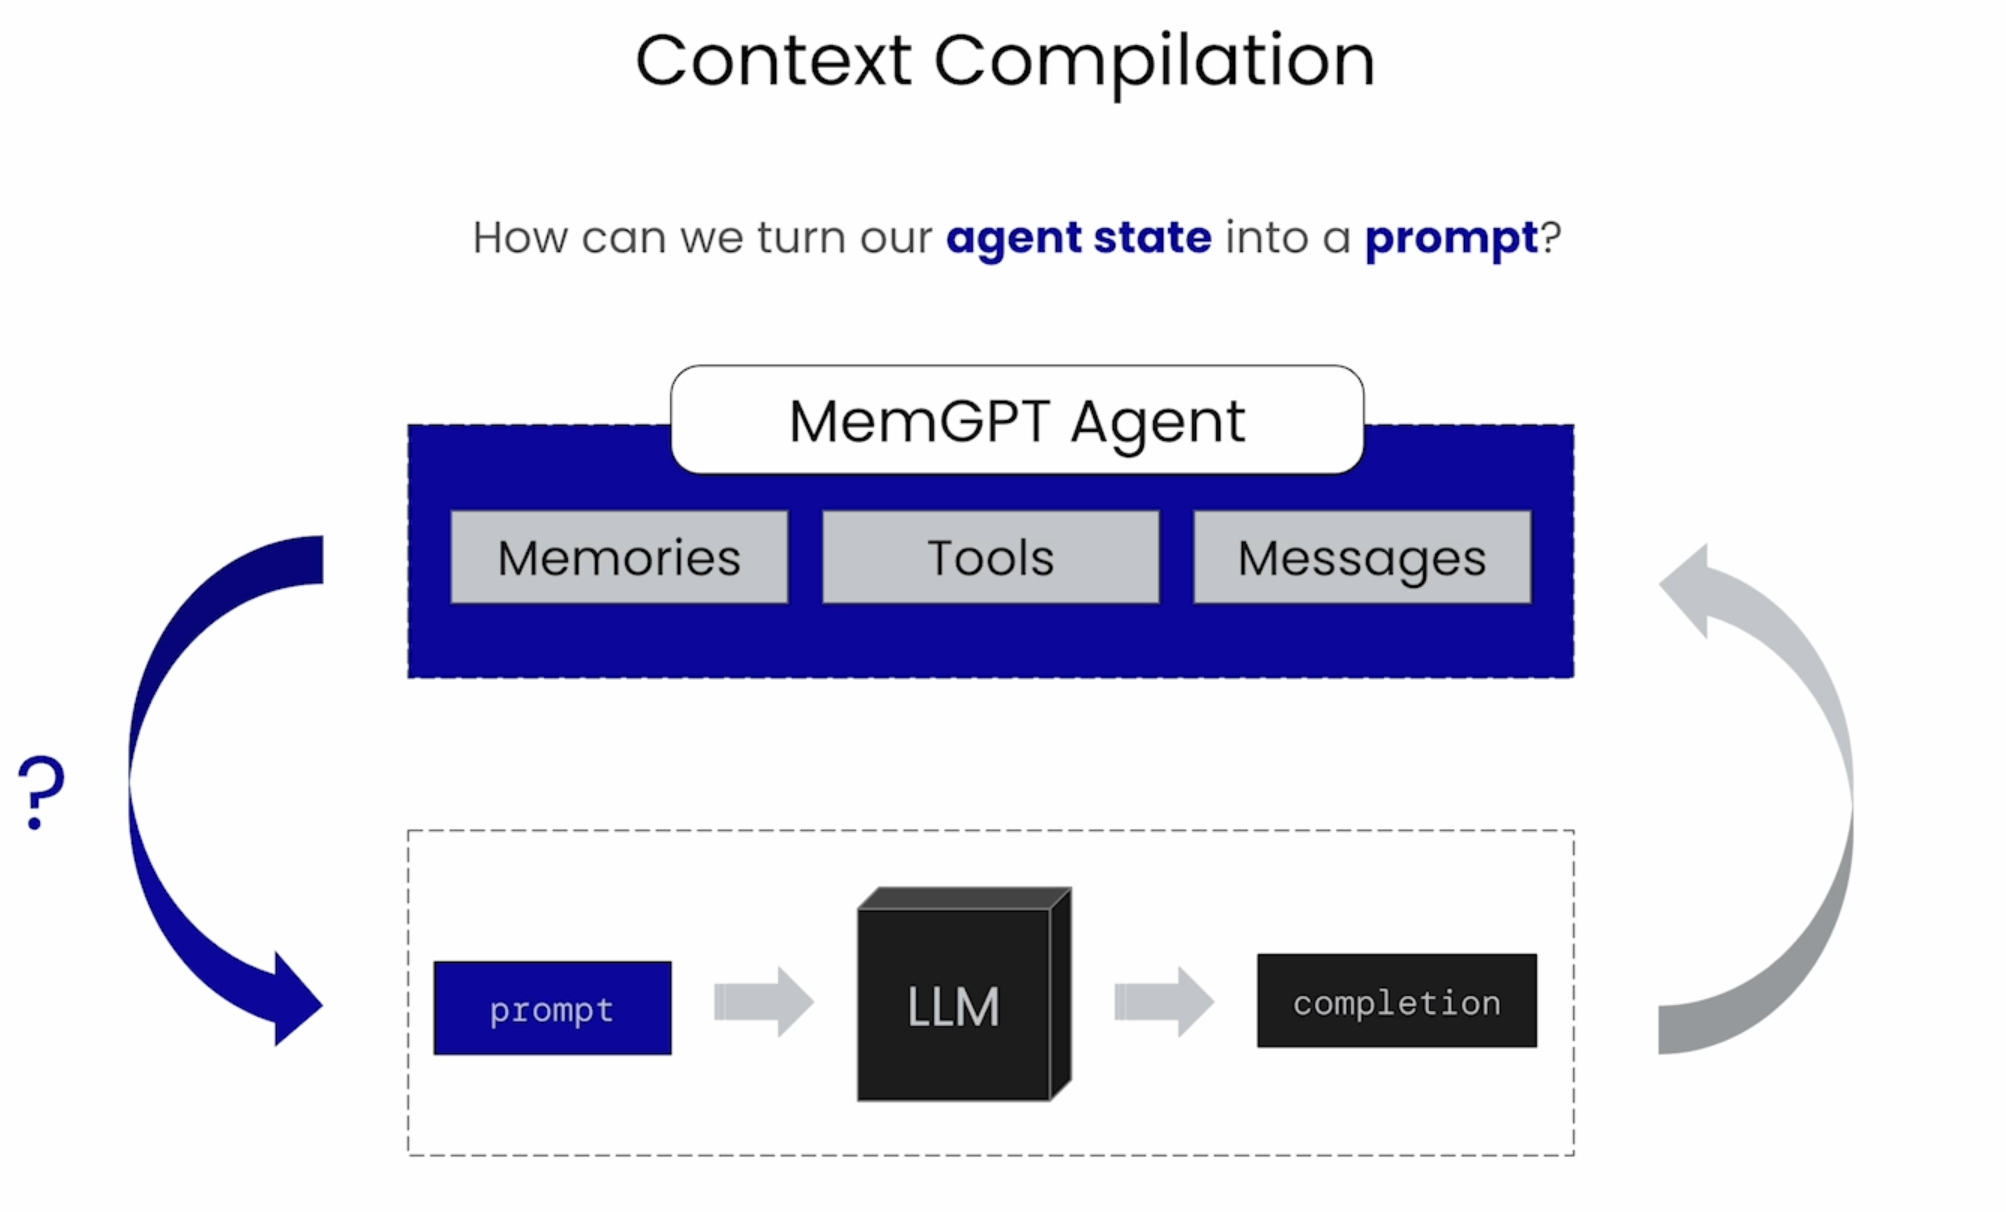 Context Compilation
How can we turn our agent state into a prompt?
MemGPT Agent
Memories
Tools
Messages
?
prompt
LLM
completion